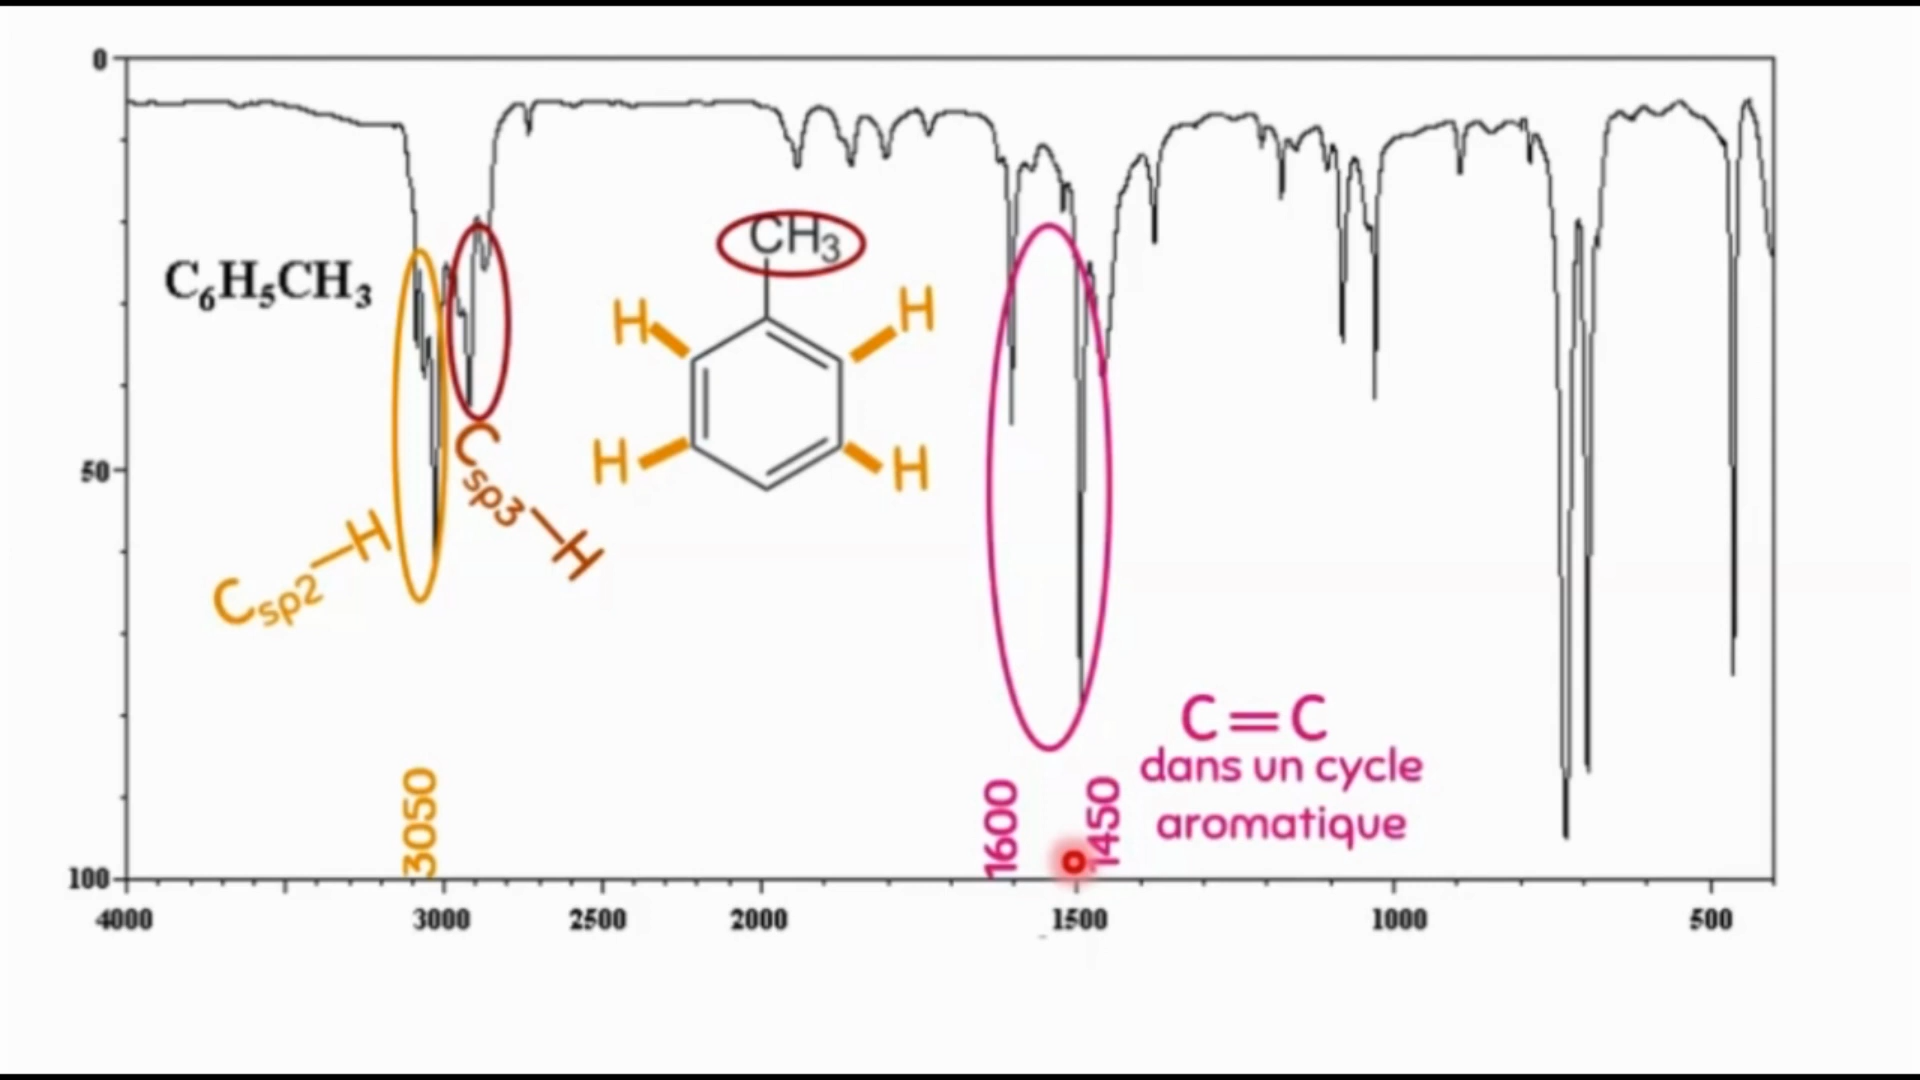 0
C₆H₅CH₃
CH₃
H
H
H
H
50
Csp3—H
Csp2—H
C=C
dans un cycle
aromatique
3050
1600
1450
100
4000 3000 2500 2000 1500 1000 500